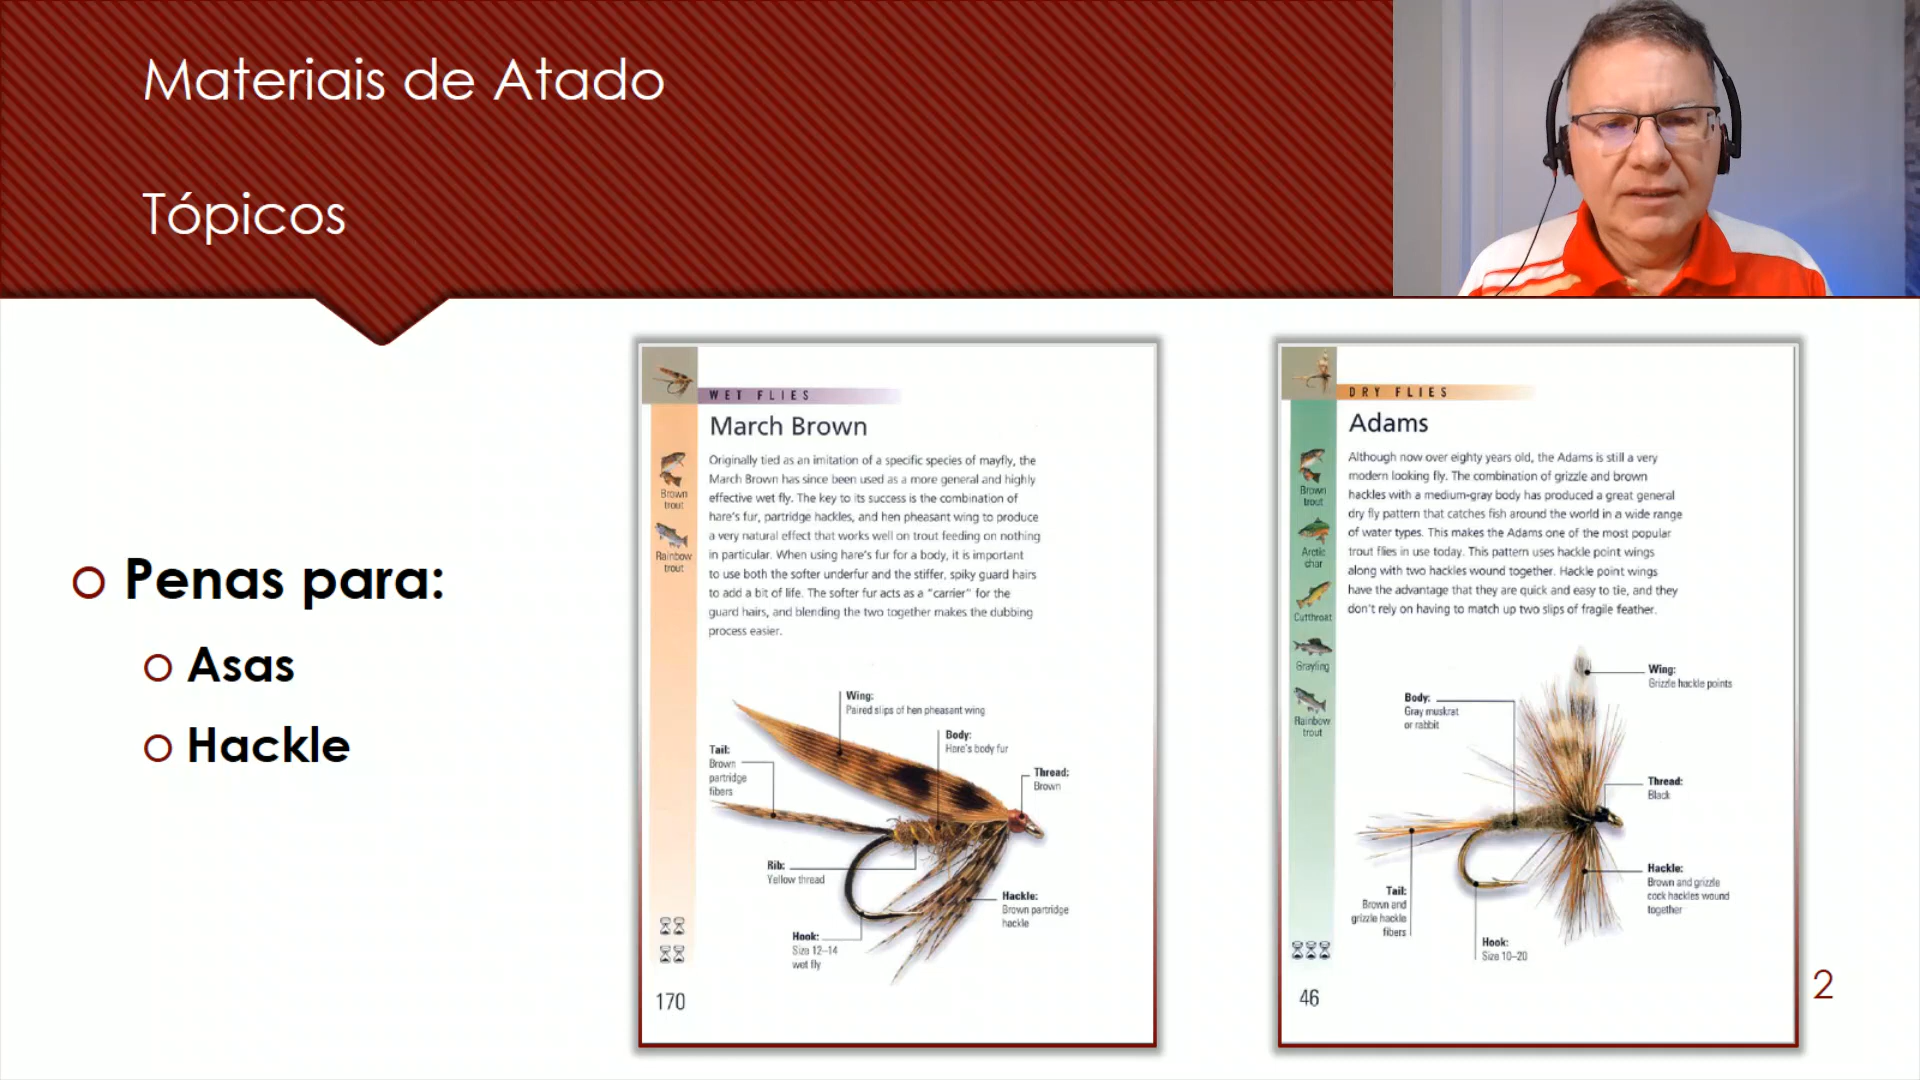 Materiais de Atado
Tópicos
Penas para:
Asas
Hackle
WET FLIES
March Brown
Originally tied as an imitation of a specific species of mayfly, the
March Brown has since been used as a more general and highly
effective wet fly. The key to its success is the combination of
hare's fur, partridge hackles, and hen pheasant wing to produce
a very natural effect that works well on trout feeding on nothing
in particular. When using hare's fur for a body, it is important
to use both the softer underfur and the stiffer, spiky guard hairs
to add a bit of life. The softer fur acts as a "carrier" for the
guard hairs, and blending the two together makes the dubbing
process easier.
Brown
trout
Rainbow
trout
Wing:
Paired slips of hen pheasant wing
Body:
Hare's body fur
Thread:
Brown
Tail:
Brown
partridge
fibers
Rib:
Yellow thread
Hackle:
Brown partridge
hackle
Hook:
Size 12–14
wet fly
170
DRY FLIES
Adams
Although now over eighty years old, the Adams is still a very
modern looking fly. The combination of grizzle and brown
hackles with a medium-gray body has produced a great general
dry fly pattern that catches fish around the world in a wide range
of water types. This makes the Adams one of the most popular
trout flies in use today. This pattern uses hackle point wings
along with two hackles wound together. Hackle point wings
have the advantage that they are quick and easy to tie, and they
don't rely on having to match up two slips of fragile feather.
Brown
trout
Arctic
char
Cutthroat
Grayling
Rainbow
trout
Wing:
Grizzle hackle points
Body:
Gray muskrat
or rabbit
Thread:
Black
Hackle:
Brown and grizzle
cock hackles wound
together
Tail:
Brown and
grizzle hackle
fibers
Hook:
Size 10–20
46
2